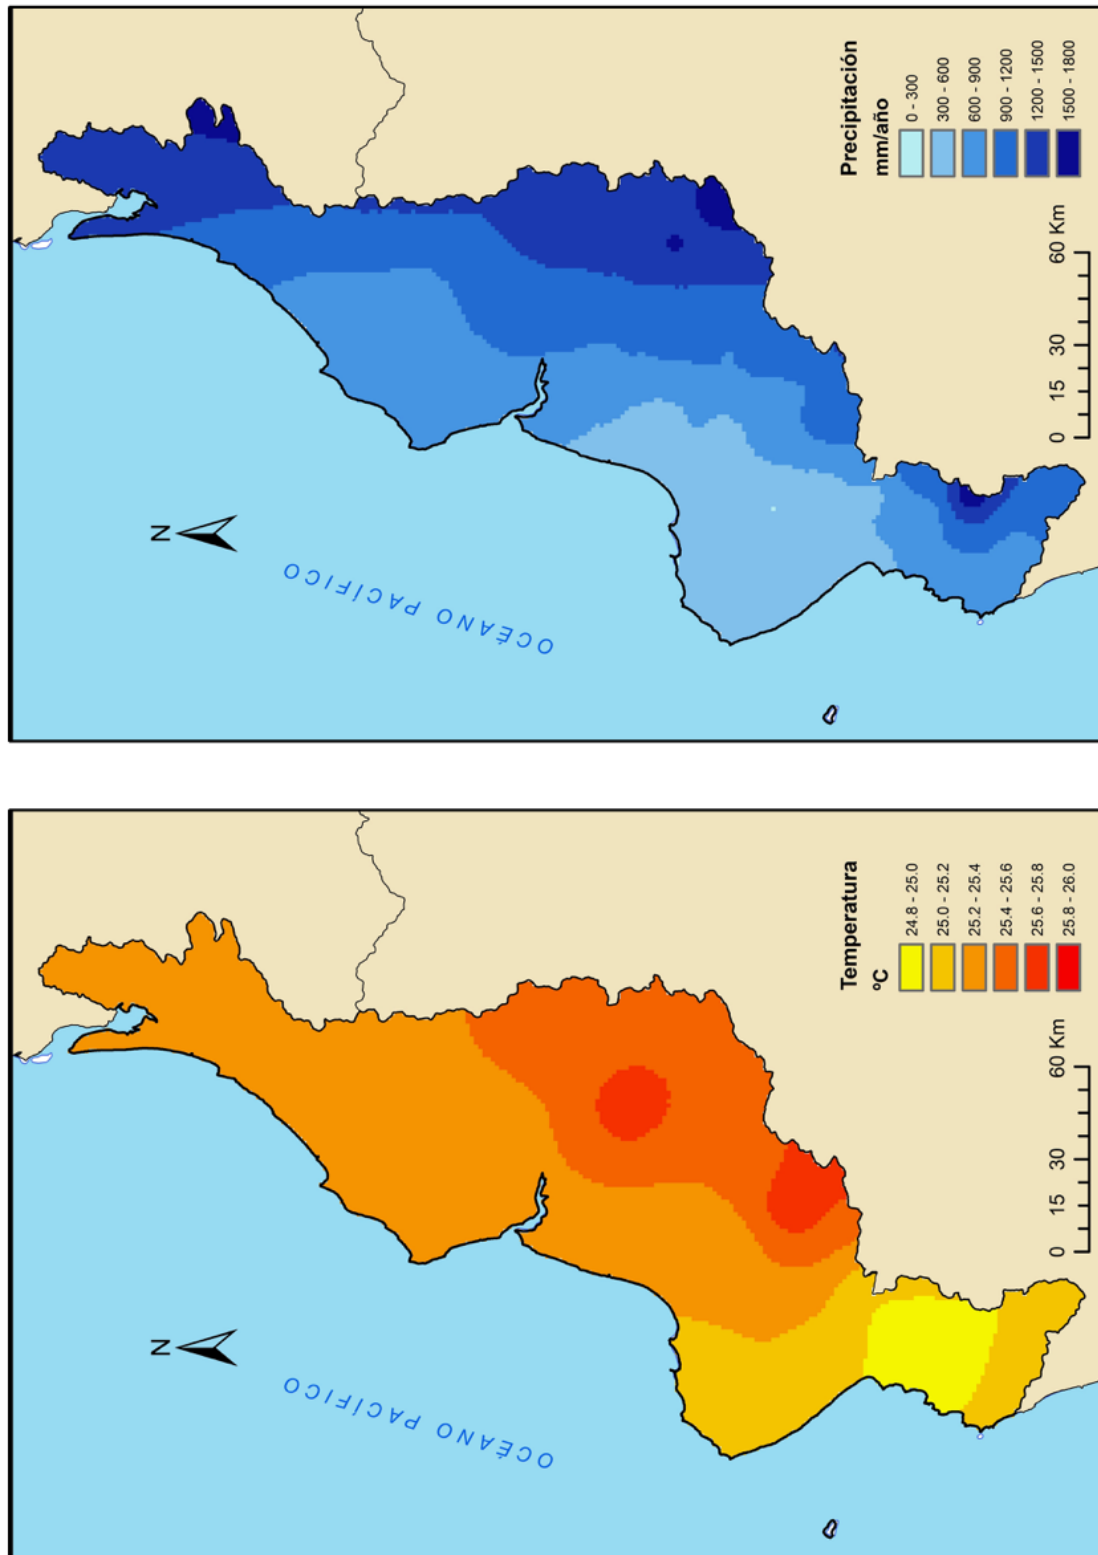 Precipitación
mm/año
0 - 300
300 - 600
600 - 900
900 - 1200
1200 - 1500
1500 - 1800
0 15 30 60 Km
N
OCÉANO PACÍFICO
Temperatura
ºC
24.8 - 25.0
25.0 - 25.2
25.2 - 25.4
25.4 - 25.6
25.6 - 25.8
25.8 - 26.0
0 15 30 60 Km
N
OCÉANO PACÍFICO